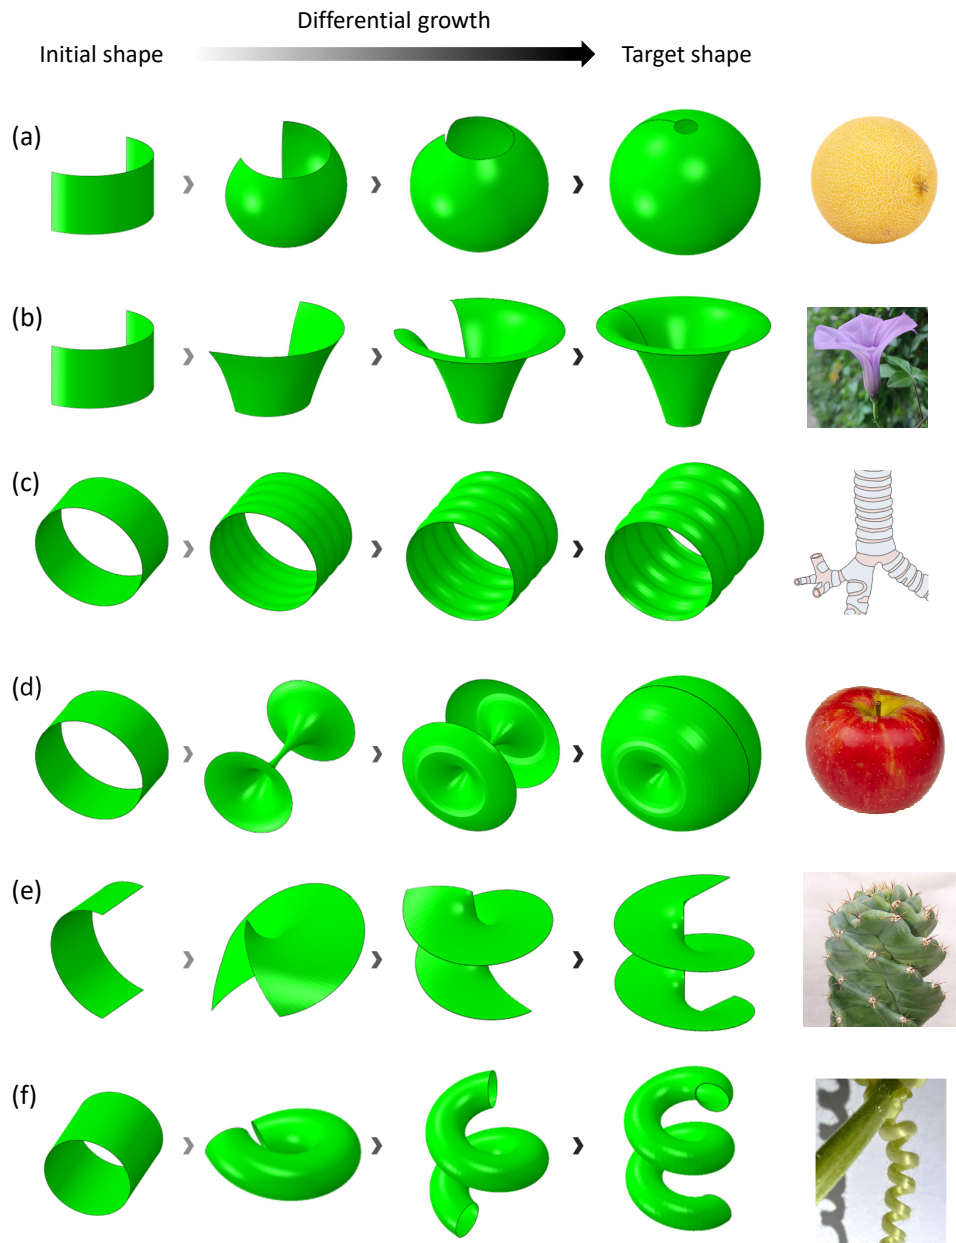 Differential growth
Initial shape
Target shape
(a)
(b)
(c)
(d)
(e)
(f)